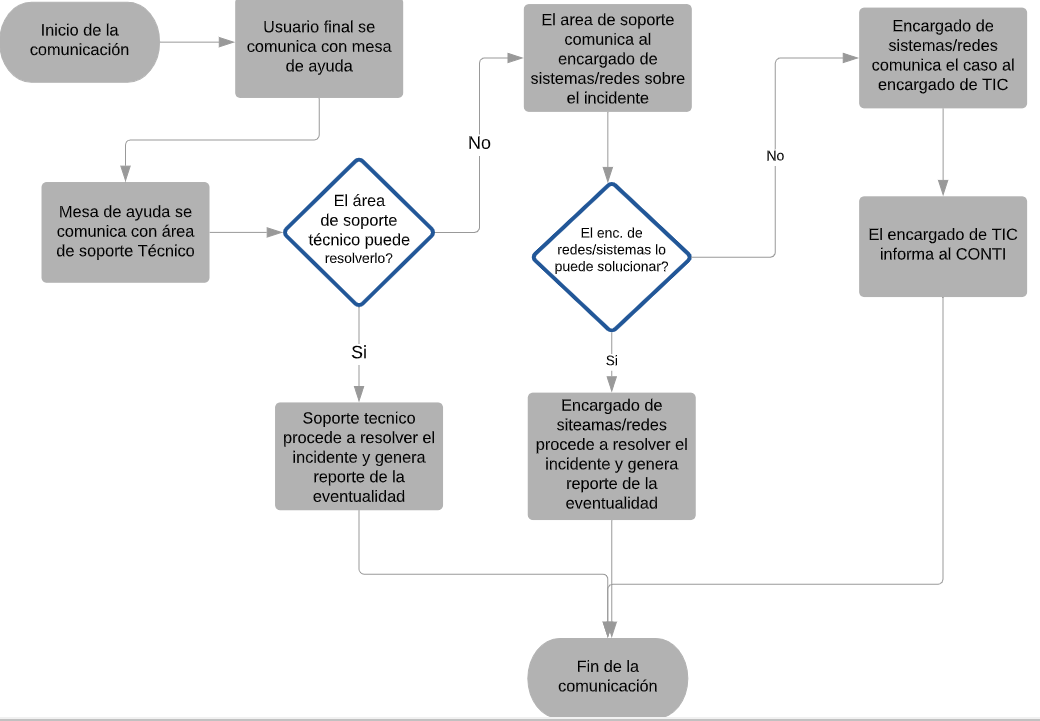 Inicio de la
comunicación
Usuario final se
comunica con mesa
de ayuda
Mesa de ayuda se
comunica con área
de soporte Técnico
El área
de soporte
técnico puede
resolverlo?
No
Si
Soporte tecnico
procede a resolver el
incidente y genera
reporte de la
eventualidad
El area de soporte
comunica al
encargado de
sistemas/redes sobre
el incidente
El enc. de
redes/sistemas lo
puede solucionar?
No
Si
Encargado de
siteamas/redes
procede a resolver el
incidente y genera
reporte de la
eventualidad
Encargado de
sistemas/redes
comunica el caso al
encargado de TIC
El encargado de TIC
informa al CONTI
Fin de la
comunicación